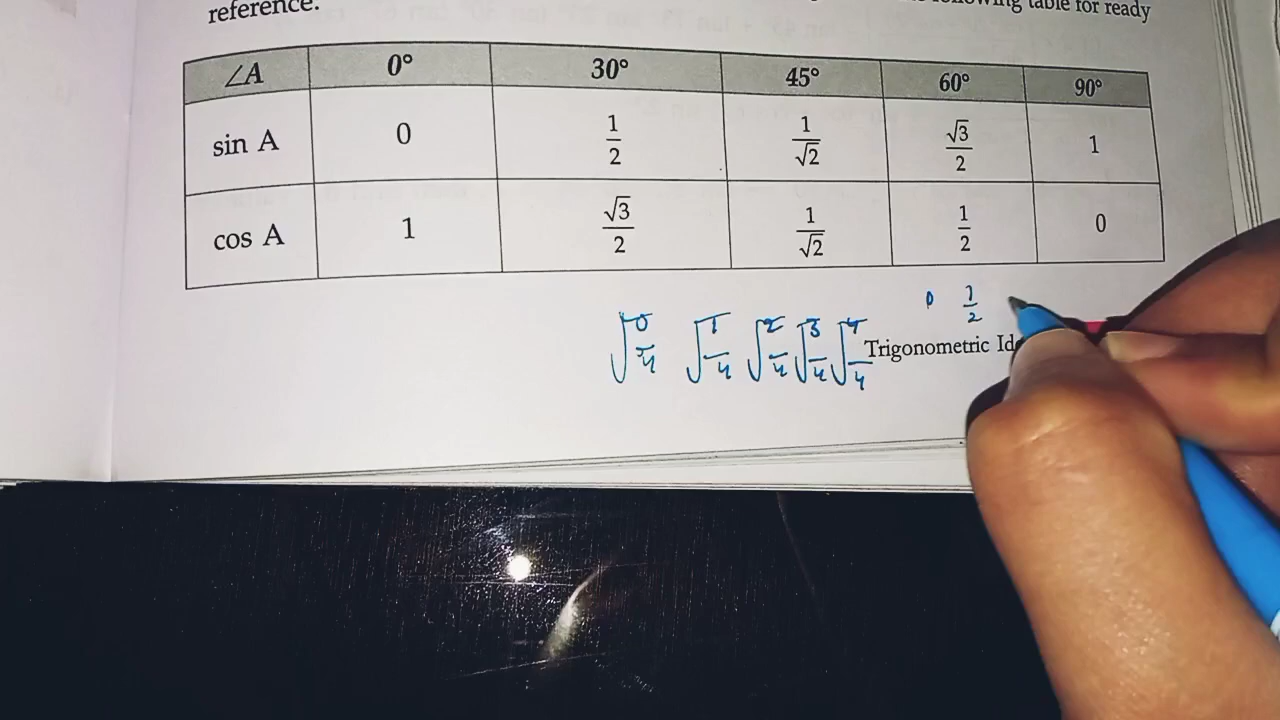 following table for ready
reference.
∠A 0° 30° 45° 60° 90°
sin A 0 1/2 1/√2 √3/2 1
cos A 1 √3/2 1/√2 1/2 0
0 1/2
√0/4 √1/4 √2/4 √3/4 √4/4
Trigonometric